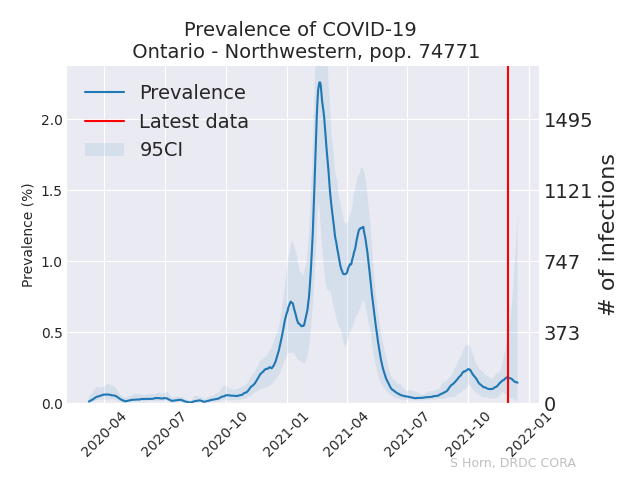 Prevalence of COVID-19
Ontario - Northwestern, pop. 74771
Prevalence
Latest data
95CI
Prevalence (%)
2.0
1.5
1.0
0.5
0.0
1495
1121
747
373
0
# of infections
2020-04
2020-07
2020-10
2021-01
2021-04
2021-07
2021-10
2022-01
S Horn, DRDC CORA